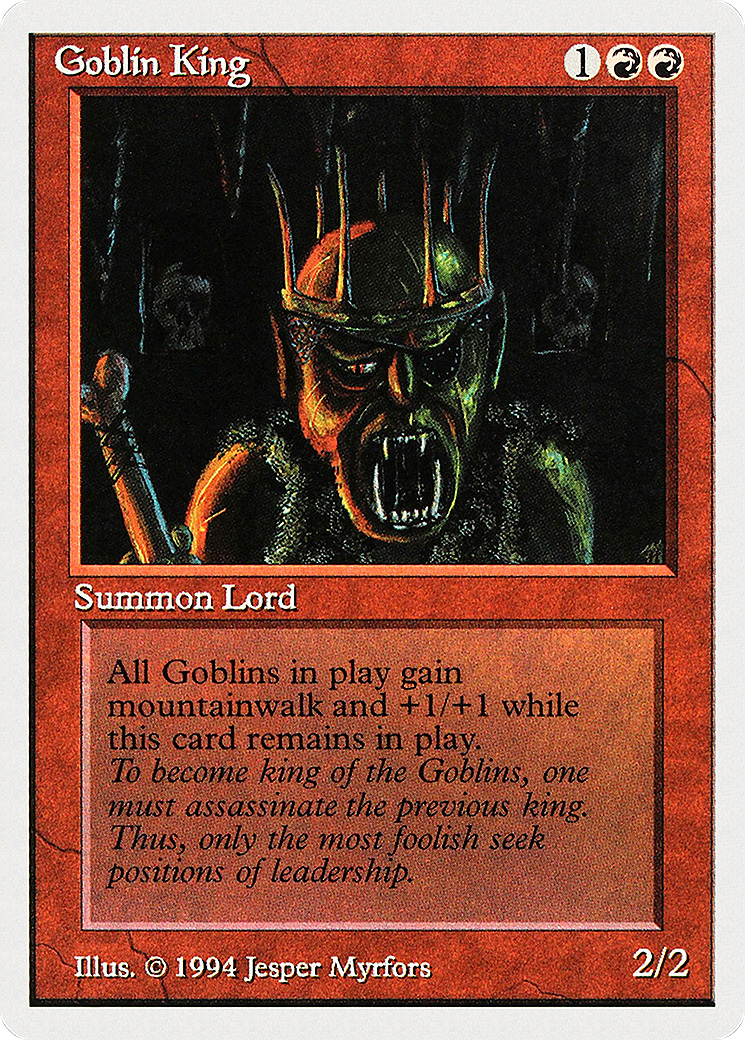 Goblin King 1
Summon Lord
All Goblins in play gain
mountainwalk and +1/+1 while
this card remains in play.
To become king of the Goblins, one
must assassinate the previous king.
Thus, only the most foolish seek
positions of leadership.
Illus. © 1994 Jesper Myrfors 2/2